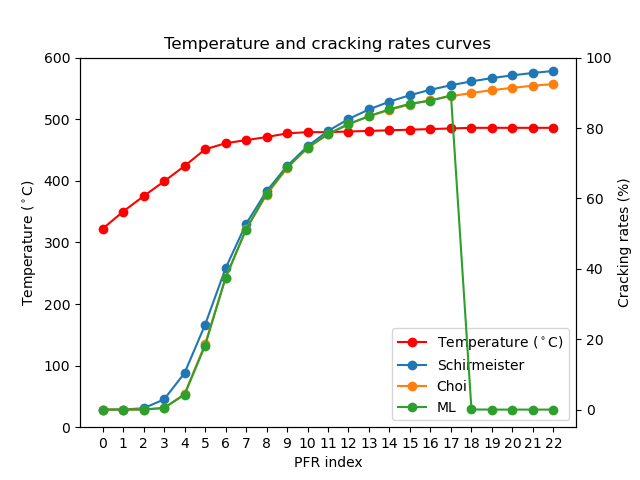 Temperature and cracking rates curves
600
500
400
300
200
100
0
Temperature (°C)
100
80
60
40
20
0
Cracking rates (%)
Temperature (°C)
Schirmeister
Choi
ML
0 1 2 3 4 5 6 7 8 9 10 11 12 13 14 15 16 17 18 19 20 21 22
PFR index